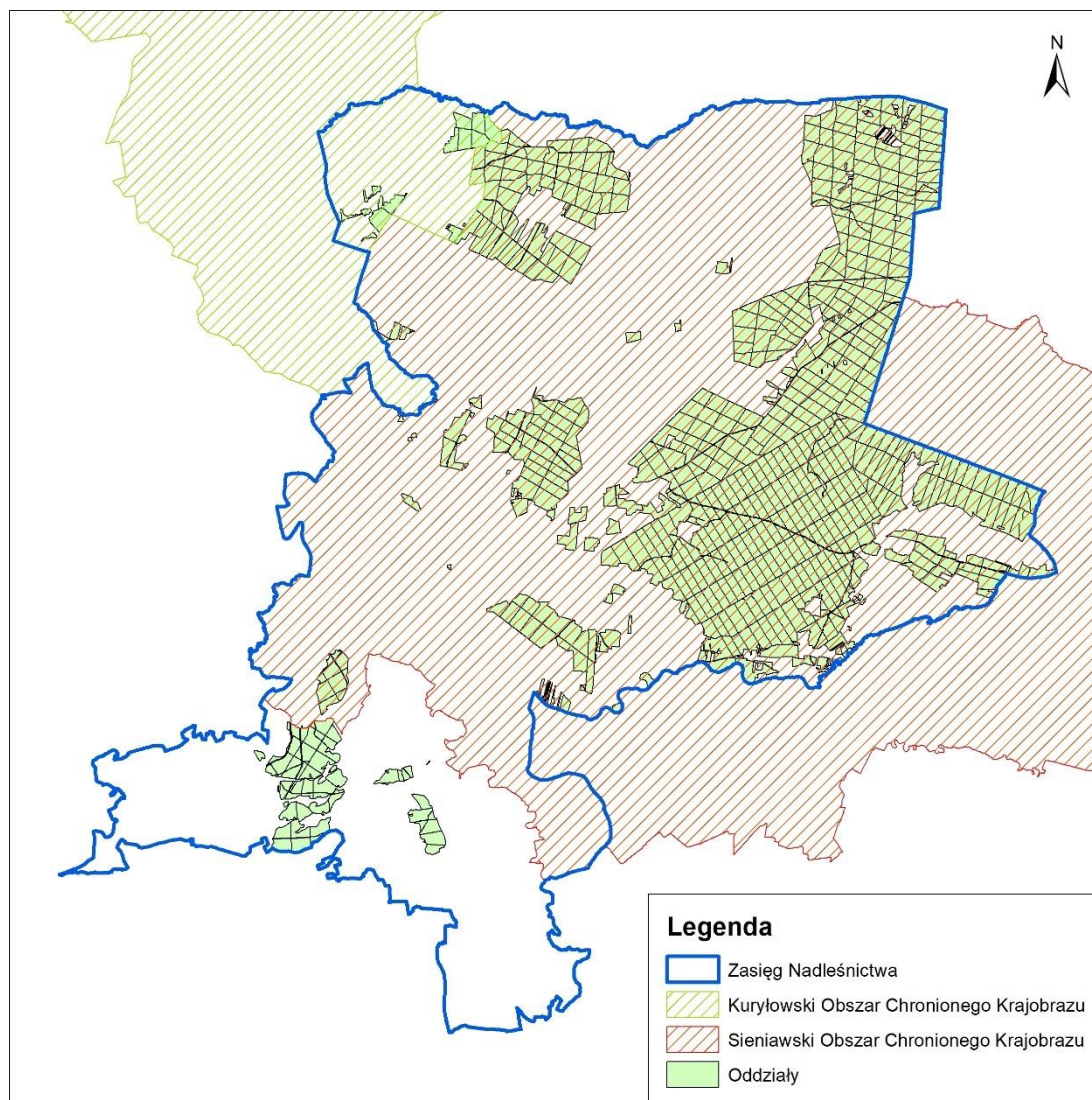 N
Legenda
Zasięg Nadleśnictwa
Kuryłowski Obszar Chronionego Krajobrazu
Sieniawski Obszar Chronionego Krajobrazu
Oddziały